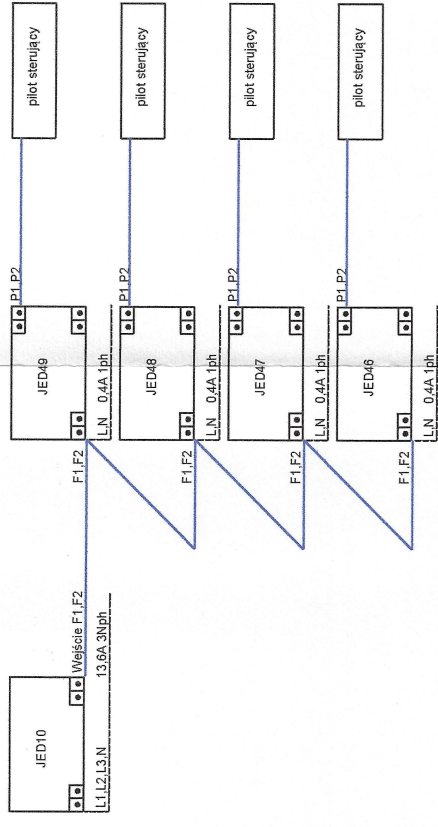 JED10
L1,L2,L3,N
Wejście F1,F2
13,6A 3Nph
JED49
P1,P2
pilot sterujący
F1,F2
L,N 0,4A 1ph
JED48
P1,P2
pilot sterujący
F1,F2
L,N 0,4A 1ph
JED47
P1,P2
pilot sterujący
F1,F2
L,N 0,4A 1ph
JED46
P1,P2
pilot sterujący
F1,F2
L,N 0,4A 1ph